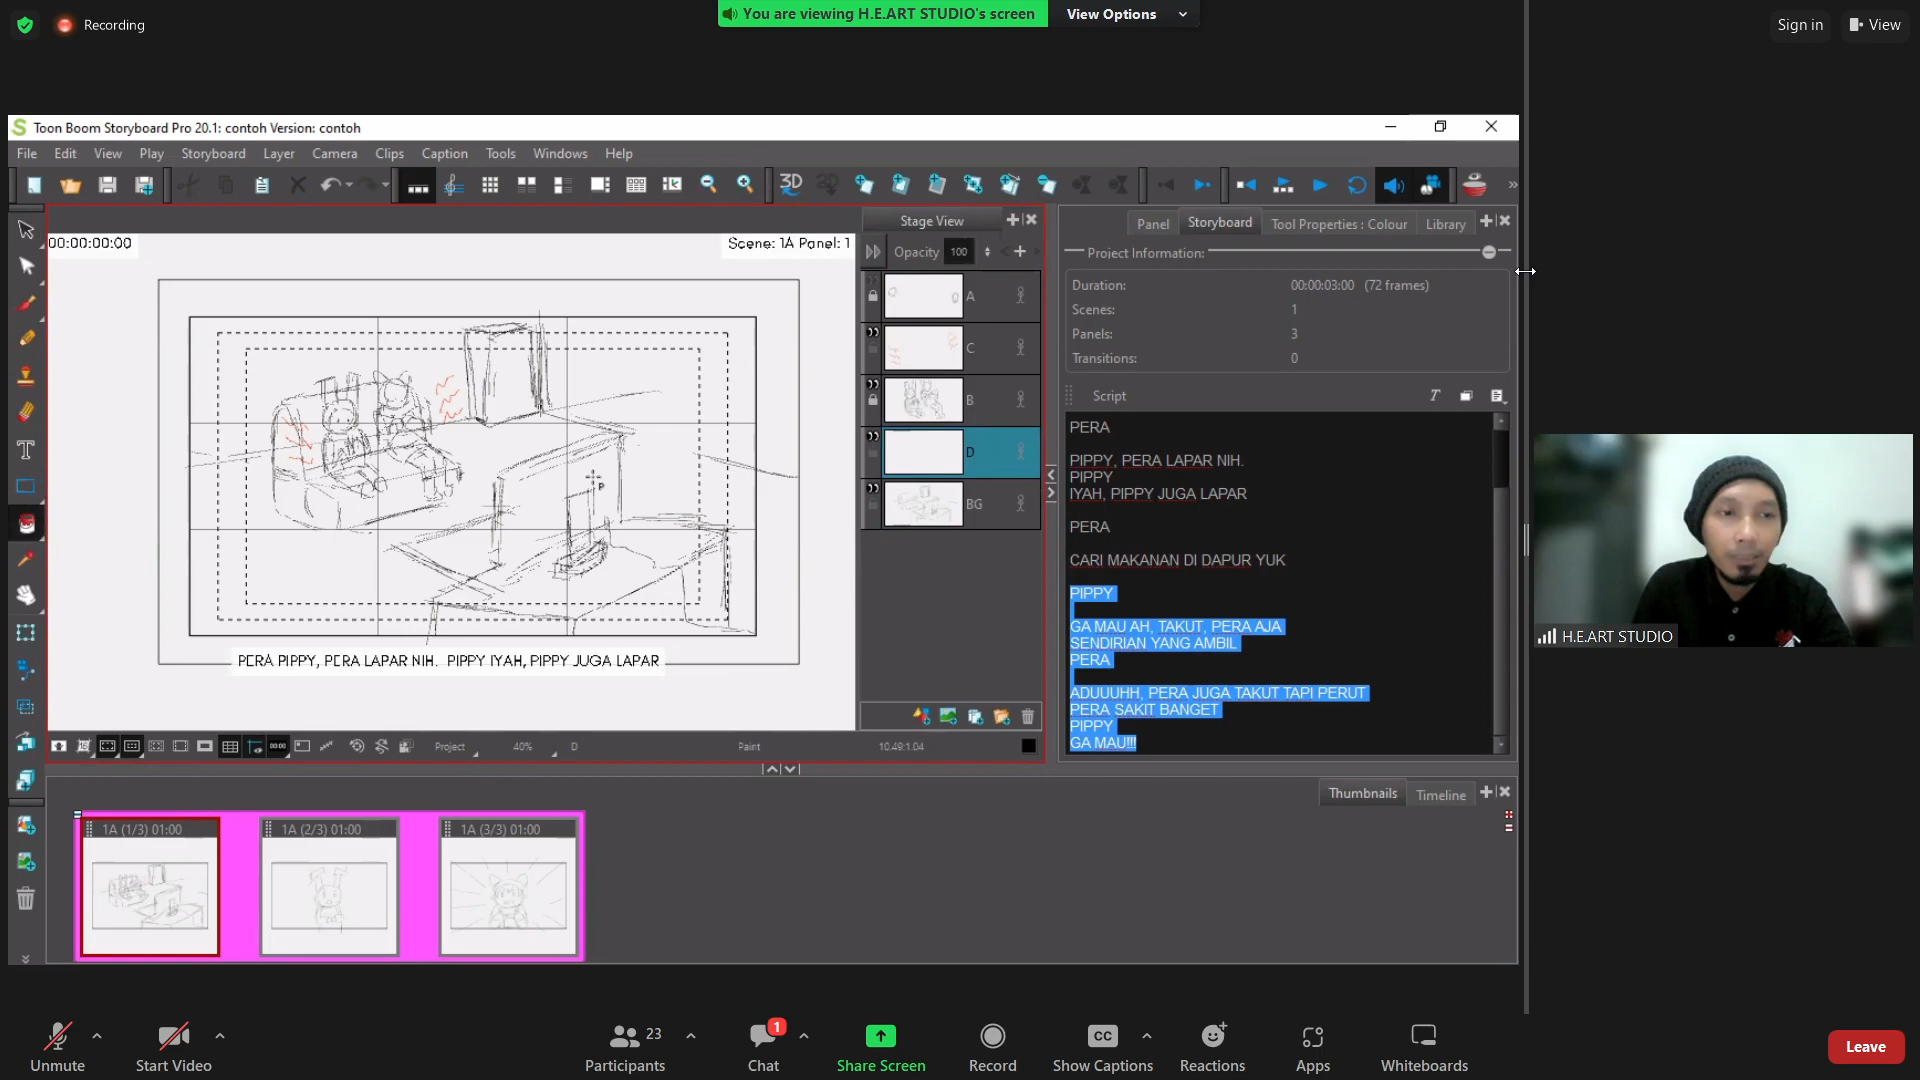 Recording
You are viewing H.E.ART STUDIO's screen
View Options
Sign in
View
Toon Boom Storyboard Pro 20.1: contoh Version: contoh
File Edit View Play Storyboard Layer Camera Clips Caption Tools Windows Help
3D
00:00:00:00
Scene: 1A Panel: 1
PERA PIPPY, PERA LAPAR NIH. PIPPY IYAH, PIPPY JUGA LAPAR
Stage View
Opacity 100
A
C
B
D
BG
Project 40% D Paint 10.49:1.04
Panel Storyboard Tool Properties : Colour Library
Project Information:
Duration: 00:00:03:00 (72 frames)
Scenes: 1
Panels: 3
Transitions: 0
Script
PERA
PIPPY, PERA LAPAR NIH.
PIPPY
IYAH, PIPPY JUGA LAPAR
PERA
CARI MAKANAN DI DAPUR YUK
PIPPY
GA MAU AH, TAKUT, PERA AJA
SENDIRIAN YANG AMBIL
PERA
ADUUUHH, PERA JUGA TAKUT TAPI PERUT
PERA SAKIT BANGET
PIPPY
GA MAU!!!
Thumbnails Timeline
1A (1/3) 01:00
1A (2/3) 01:00
1A (3/3) 01:00
H.E.ART STUDIO
Unmute
Start Video
23
Participants
1
Chat
Share Screen
Record
CC
Show Captions
Reactions
Apps
Whiteboards
Leave